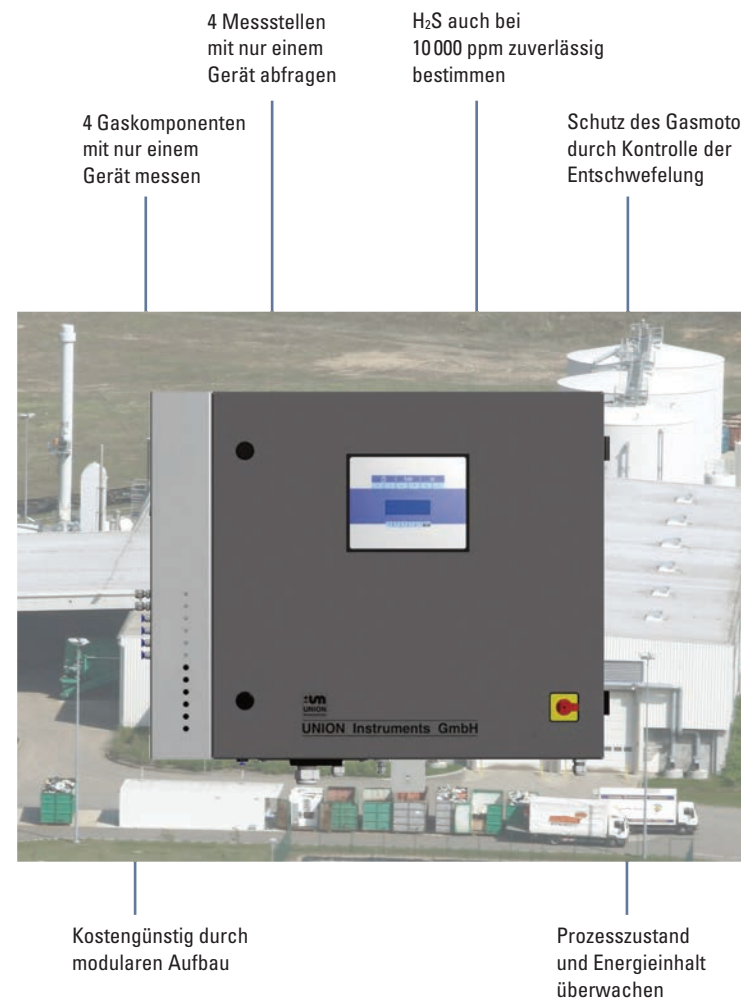 4 Messstellen
mit nur einem
Gerät abfragen
H₂S auch bei
10 000 ppm zuverlässig
bestimmen
4 Gaskomponenten
mit nur einem
Gerät messen
Schutz des Gasmoto
durch Kontrolle der
Entschwefelung
UNION
UNION Instruments GmbH
Kostengünstig durch
modularen Aufbau
Prozesszustand
und Energieinhalt
überwachen